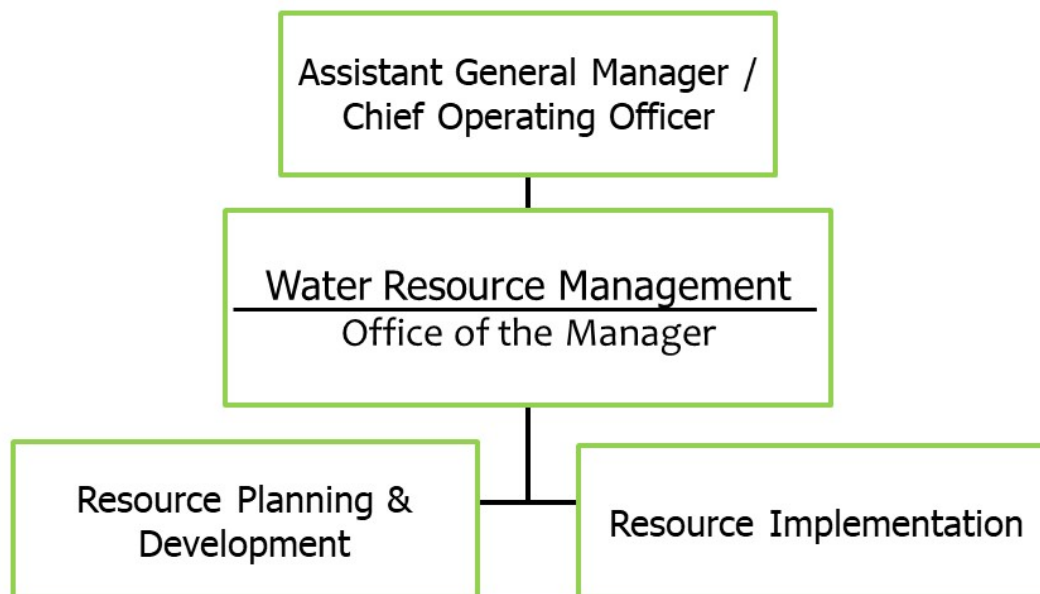 Assistant General Manager /
Chief Operating Officer
Water Resource Management
Office of the Manager
Resource Planning &
Development
Resource Implementation